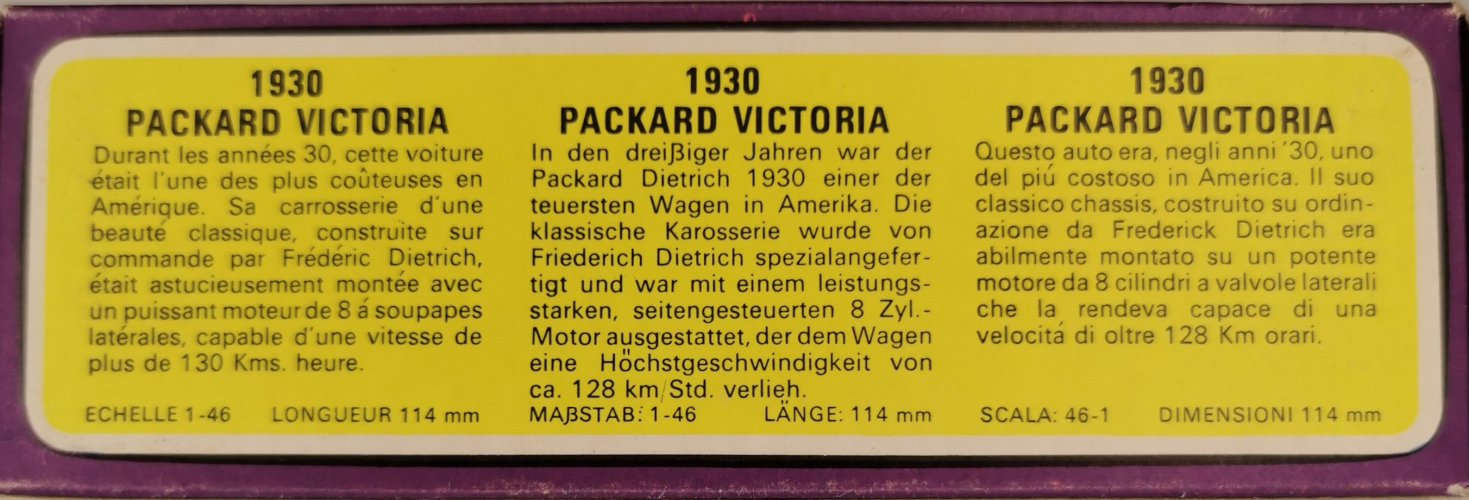 1930
PACKARD VICTORIA
Durant les années 30, cette voiture
était l'une des plus coûteuses en
Amérique. Sa carrosserie d'une
beauté classique, construite sur
commande par Frédéric Dietrich,
était astucieusement montée avec
un puissant moteur de 8 á soupapes
latérales, capable d'une vitesse de
plus de 130 Kms. heure.
ECHELLE 1-46 LONGUEUR 114 mm
1930
PACKARD VICTORIA
In den dreißiger Jahren war der
Packard Dietrich 1930 einer der
teuersten Wagen in Amerika. Die
klassische Karosserie wurde von
Friederich Dietrich spezialangefer-
tigt und war mit einem leistungs-
starken, seitengesteuerten 8 Zyl.-
Motor ausgestattet, der dem Wagen
eine Höchstgeschwindigkeit von
ca. 128 km/Std. verlieh.
MAßSTAB: 1-46 LÄNGE: 114 mm
1930
PACKARD VICTORIA
Questo auto era, negli anni '30, uno
del piú costoso in America. Il suo
classico chassis, costruito su ordin-
azione da Frederick Dietrich era
abilmente montato su un potente
motore da 8 cilindri a valvole laterali
che la rendeva capace di una
velocitá di oltre 128 Km orari.
SCALA: 46-1 DIMENSIONI 114 mm